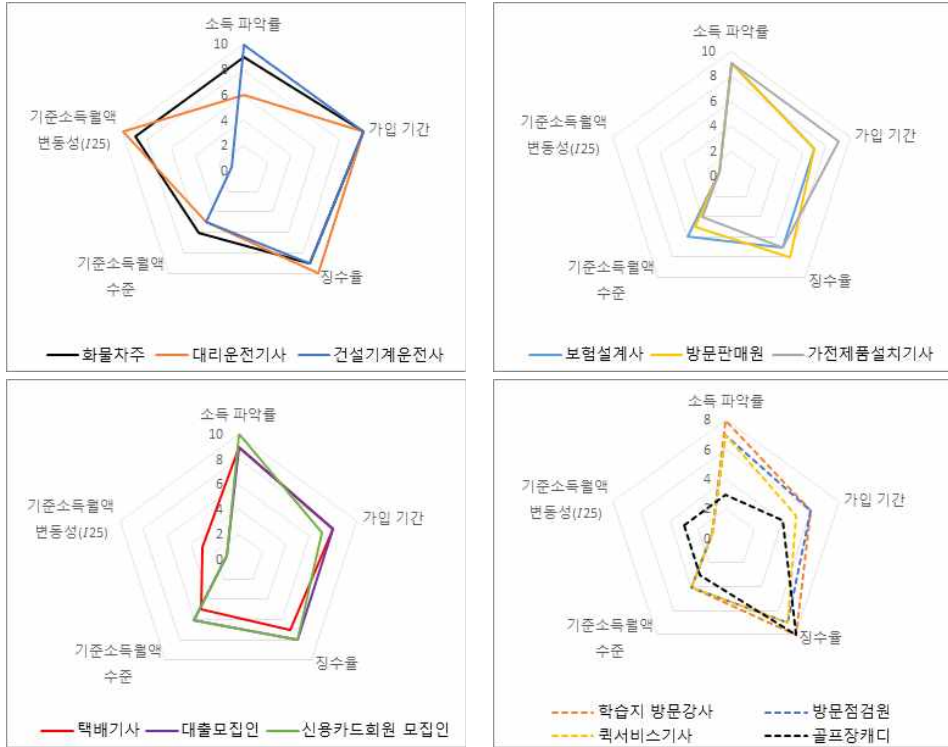 소득 파악률
10
8
6
4
2
0
가입 기간
징수율
기준소득월액
수준
기준소득월액
변동성(I25)
화물차주 대리운전기사 건설기계운전사
소득 파악률
10
8
6
4
2
0
가입 기간
징수율
기준소득월액
수준
기준소득월액
변동성(I25)
보험설계사 방문판매원 가전제품설치기사
소득 파악률
10
8
6
4
2
0
가입 기간
징수율
기준소득월액
수준
기준소득월액
변동성(I25)
택배기사 대출모집인 신용카드회원 모집인
소득 파악률
8
6
4
2
0
가입 기간
징수율
기준소득월액
수준
기준소득월액
변동성(I25)
학습지 방문강사 방문점검원
퀵서비스기사 골프장캐디